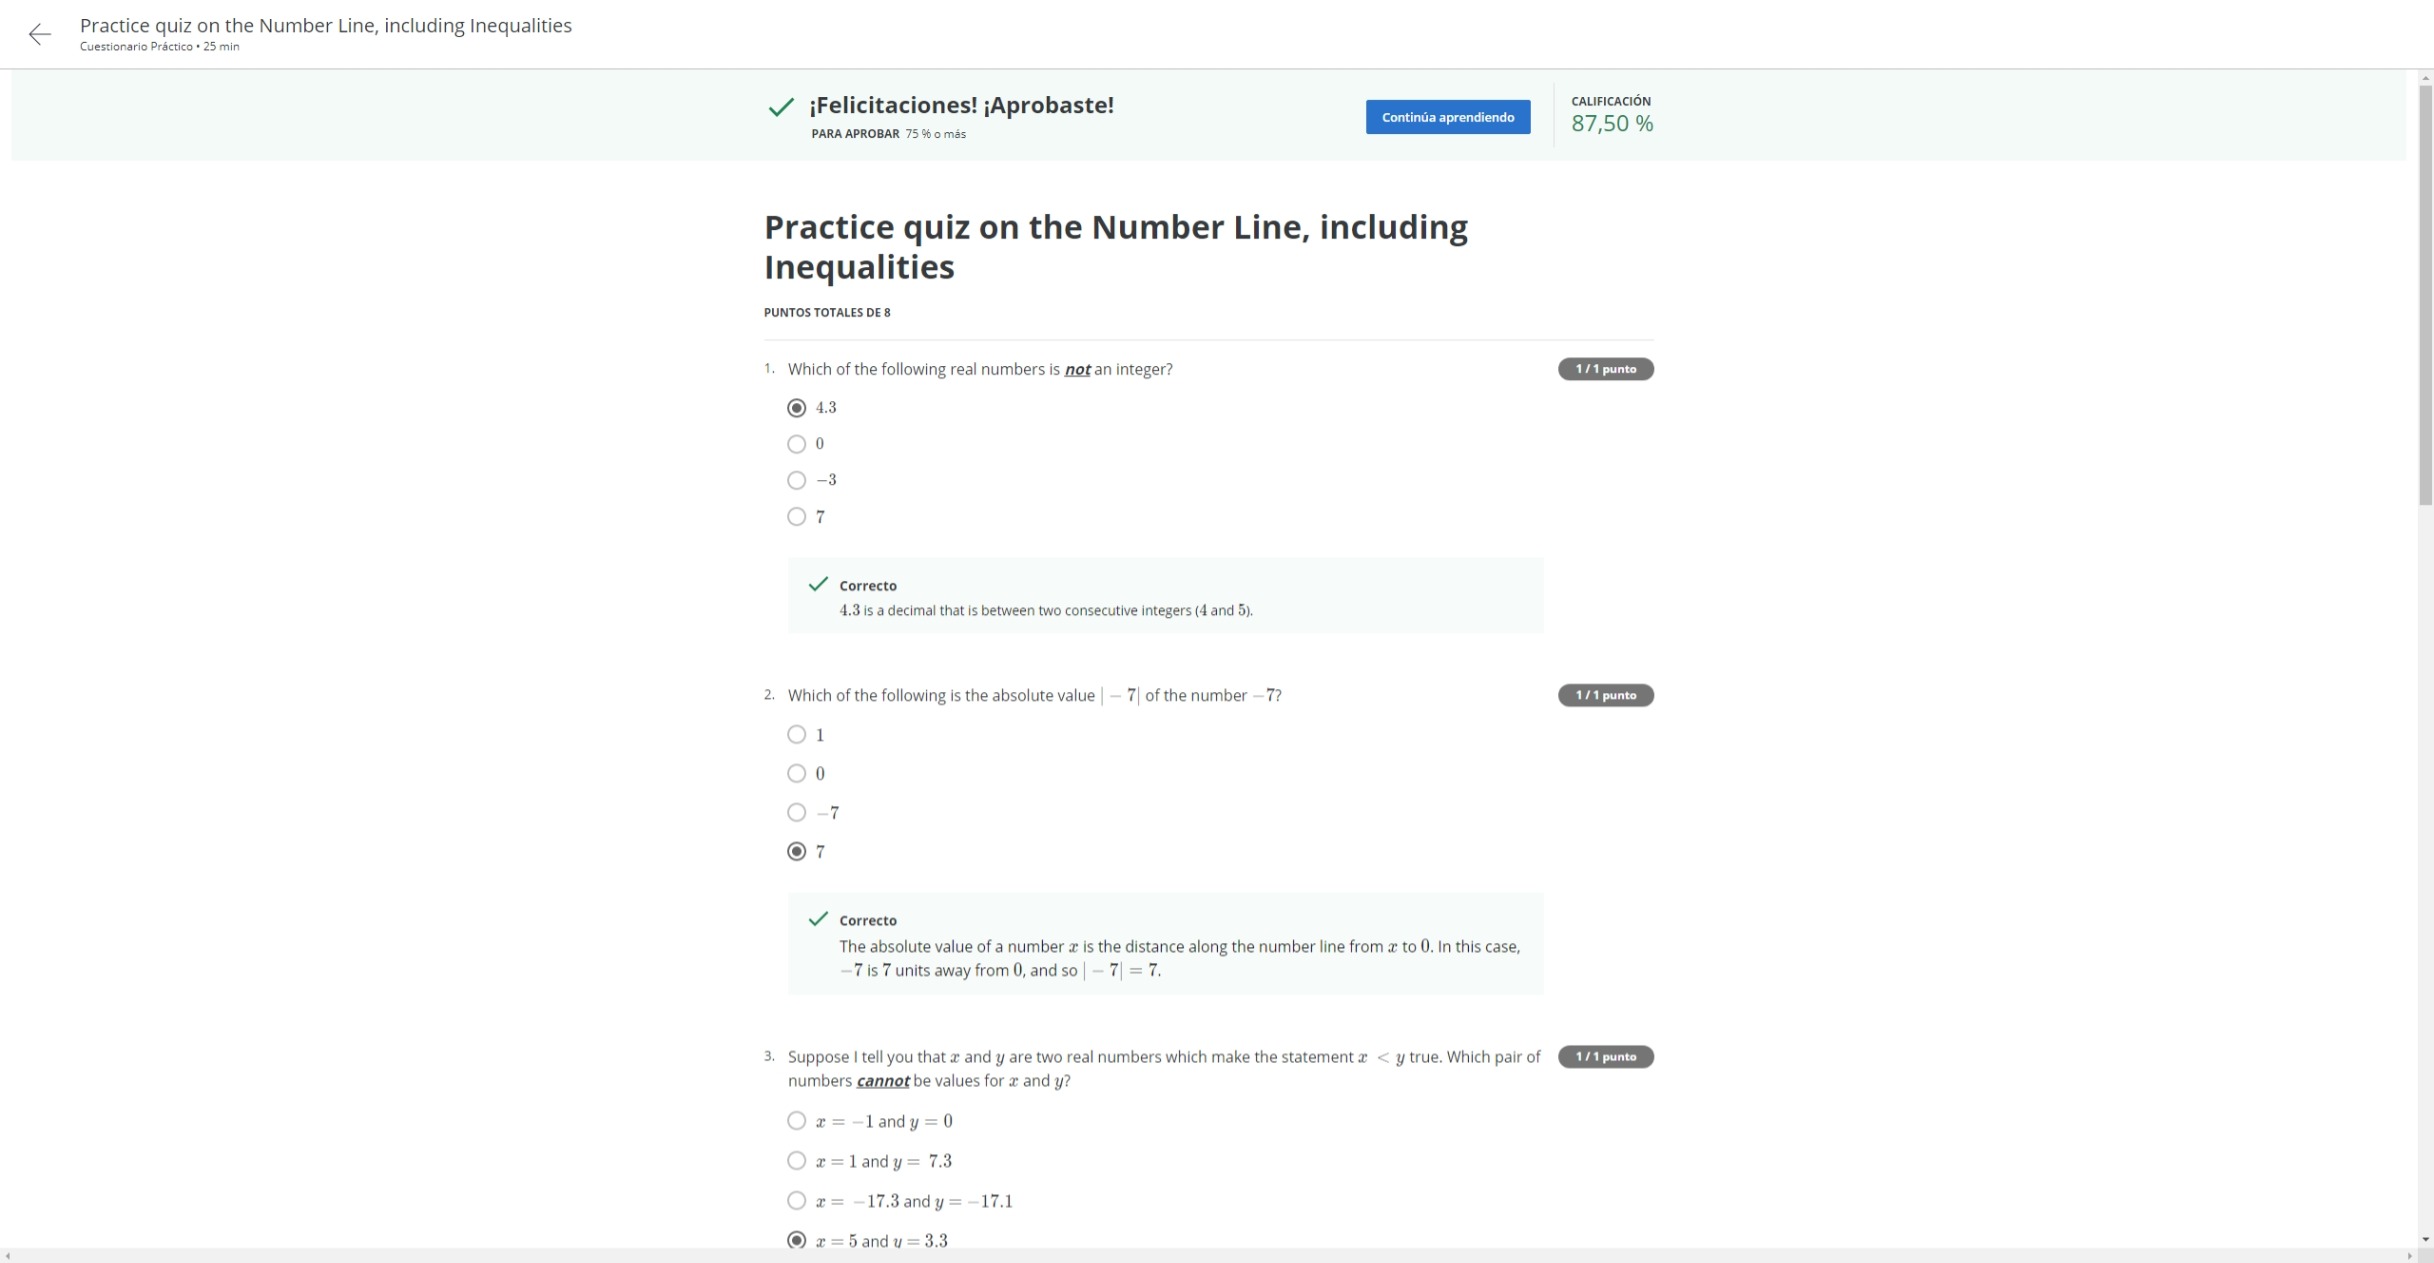 Practice quiz on the Number Line, including Inequalities
Cuestionario Práctico • 25 min
¡Felicitaciones! ¡Aprobaste!
PARA APROBAR 75 % o más
Continúa aprendiendo
CALIFICACIÓN
87,50 %
Practice quiz on the Number Line, including
Inequalities
PUNTOS TOTALES DE 8
1. Which of the following real numbers is not an integer?
1 / 1 punto
4.3
0
−3
7
Correcto
4.3 is a decimal that is between two consecutive integers (4 and 5).
2. Which of the following is the absolute value | − 7| of the number −7?
1 / 1 punto
1
0
−7
7
Correcto
The absolute value of a number x is the distance along the number line from x to 0. In this case,
−7 is 7 units away from 0, and so | − 7| = 7.
3. Suppose I tell you that x and y are two real numbers which make the statement x < y true. Which pair of
numbers cannot be values for x and y?
1 / 1 punto
x = −1 and y = 0
x = 1 and y = 7.3
x = −17.3 and y = −17.1
x = 5 and y = 3.3